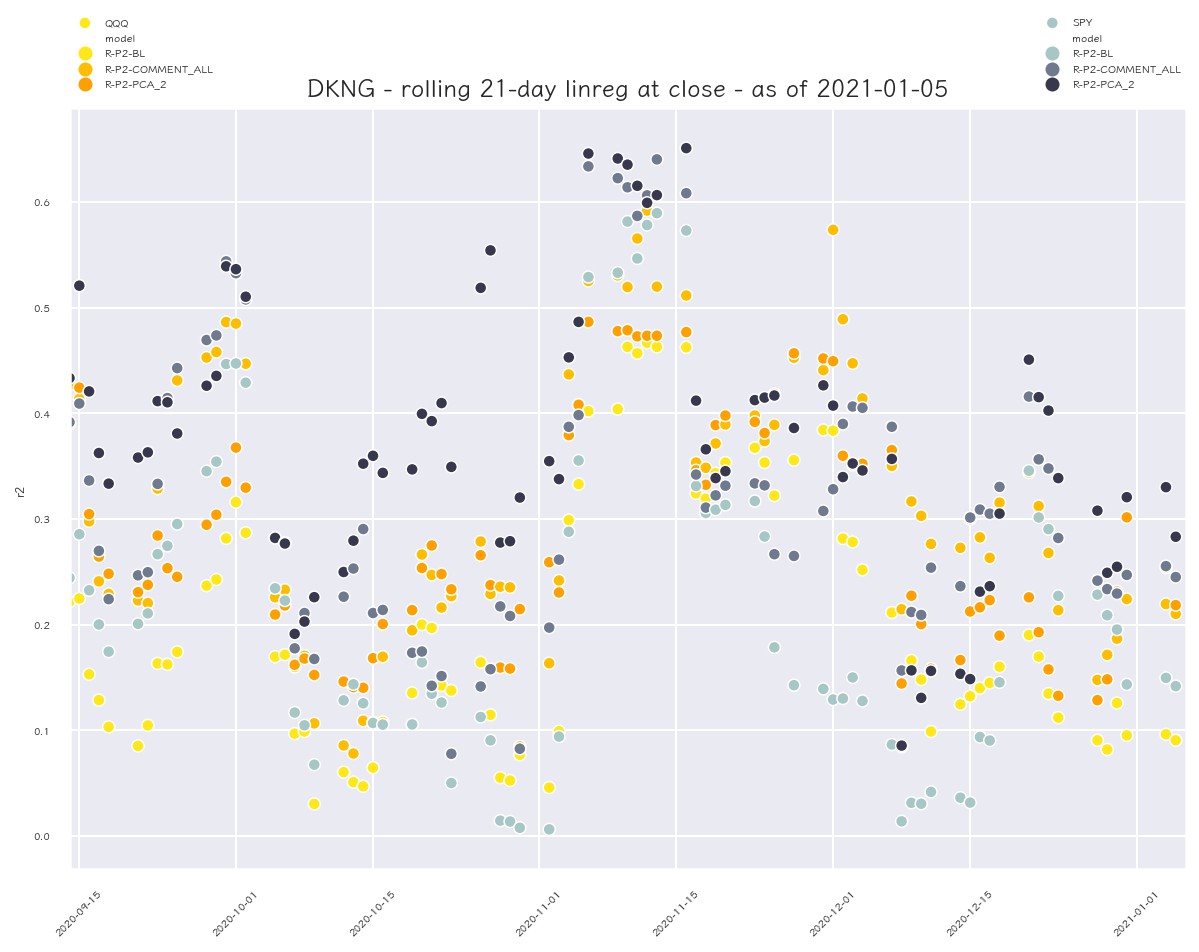 QQQ
model
R-P2-BL
R-P2-COMMENT_ALL
R-P2-PCA_2
SPY
model
R-P2-BL
R-P2-COMMENT_ALL
R-P2-PCA_2
DKNG - rolling 21-day linreg at close - as of 2021-01-05
r2
0.6
0.5
0.4
0.3
0.2
0.1
0.0
2020-09-15
2020-10-01
2020-10-15
2020-11-01
2020-11-15
2020-12-01
2020-12-15
2021-01-01